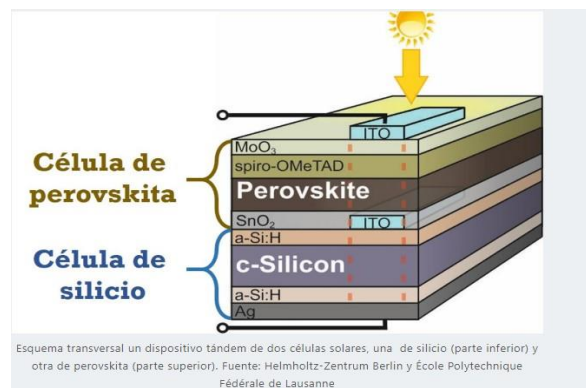 ITO
MoO3
spiro-OMeTAD
Célula de
perovskita
Perovskite
SnO2
ITO
a-Si:H
Célula de
silicio
c-Silicon
a-Si:H
Ag
Esquema transversal un dispositivo tándem de dos células solares, una de silicio (parte inferior) y
otra de perovskita (parte superior). Fuente: Helmholtz-Zentrum Berlin y École Polytechnique
Fédérale de Lausanne